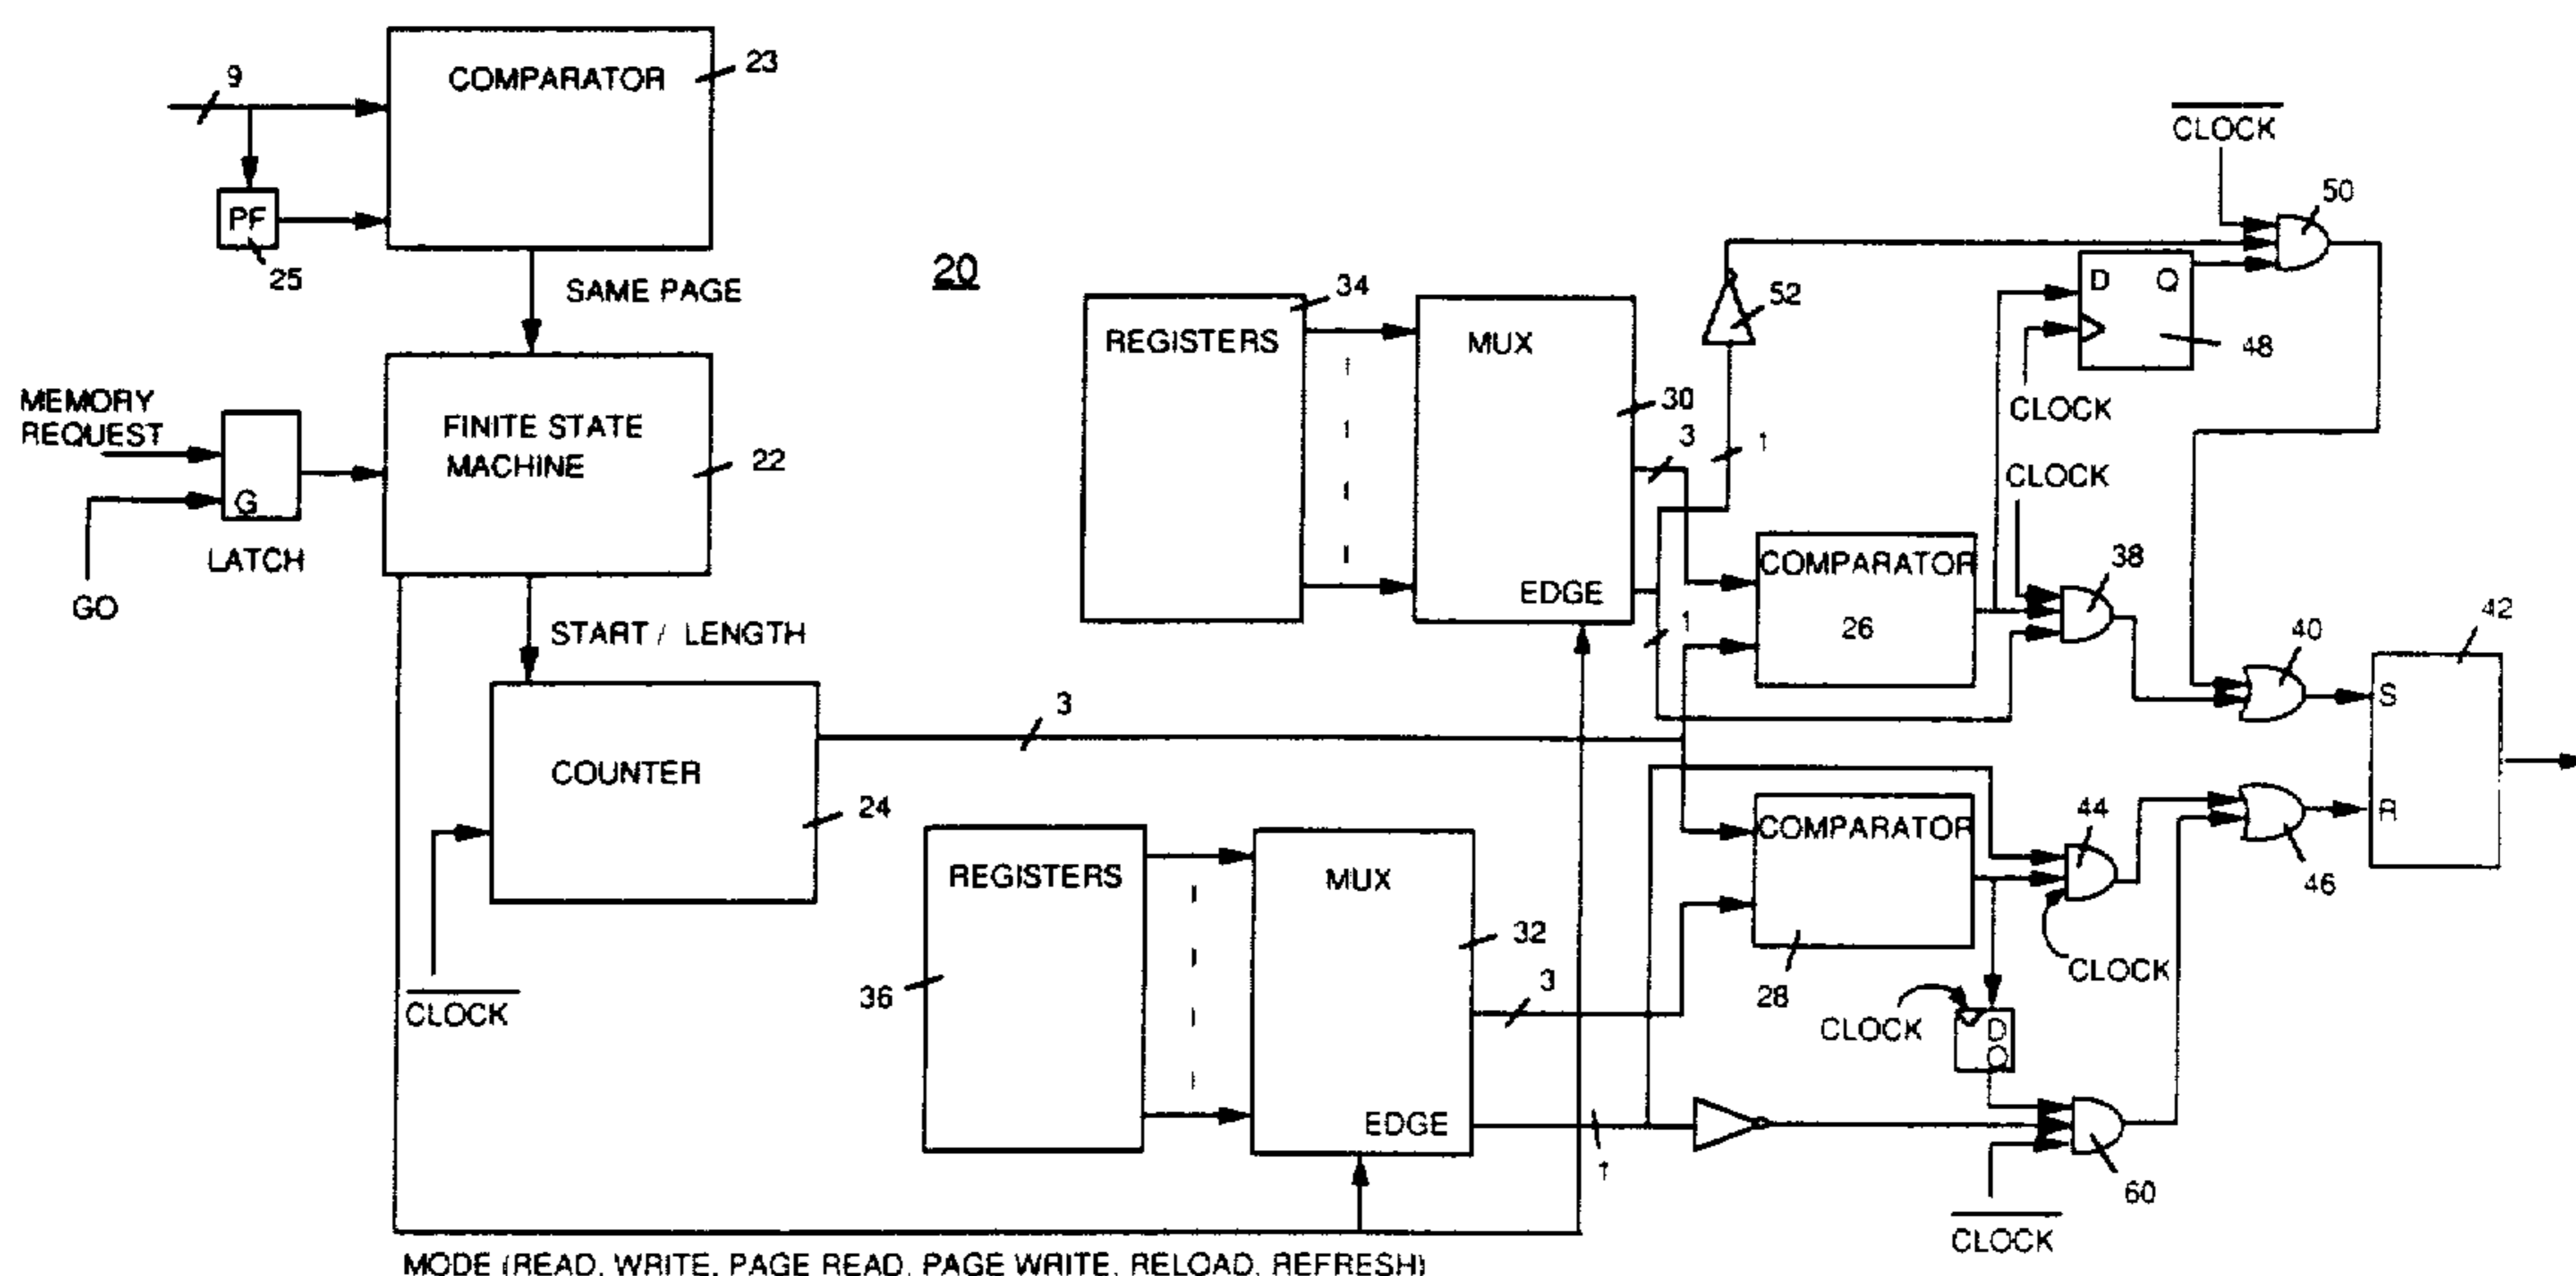 COMPARATOR
23
9
PF
25
SAME PAGE
20
MEMORY
REQUEST
G
LATCH
GO
FINITE STATE
MACHINE
22
START / LENGTH
COUNTER
24
3
CLOCK
REGISTERS
34
MUX
30
EDGE
3
1
1
52
REGISTERS
36
MUX
32
EDGE
3
1
COMPARATOR
26
COMPARATOR
28
CLOCK
50
D Q
48
CLOCK
CLOCK
38
40
42
S
R
44
46
CLOCK
CLOCK
D
Q
60
CLOCK
MODE (READ, WRITE, PAGE READ, PAGE WRITE, RELOAD, REFRESH)